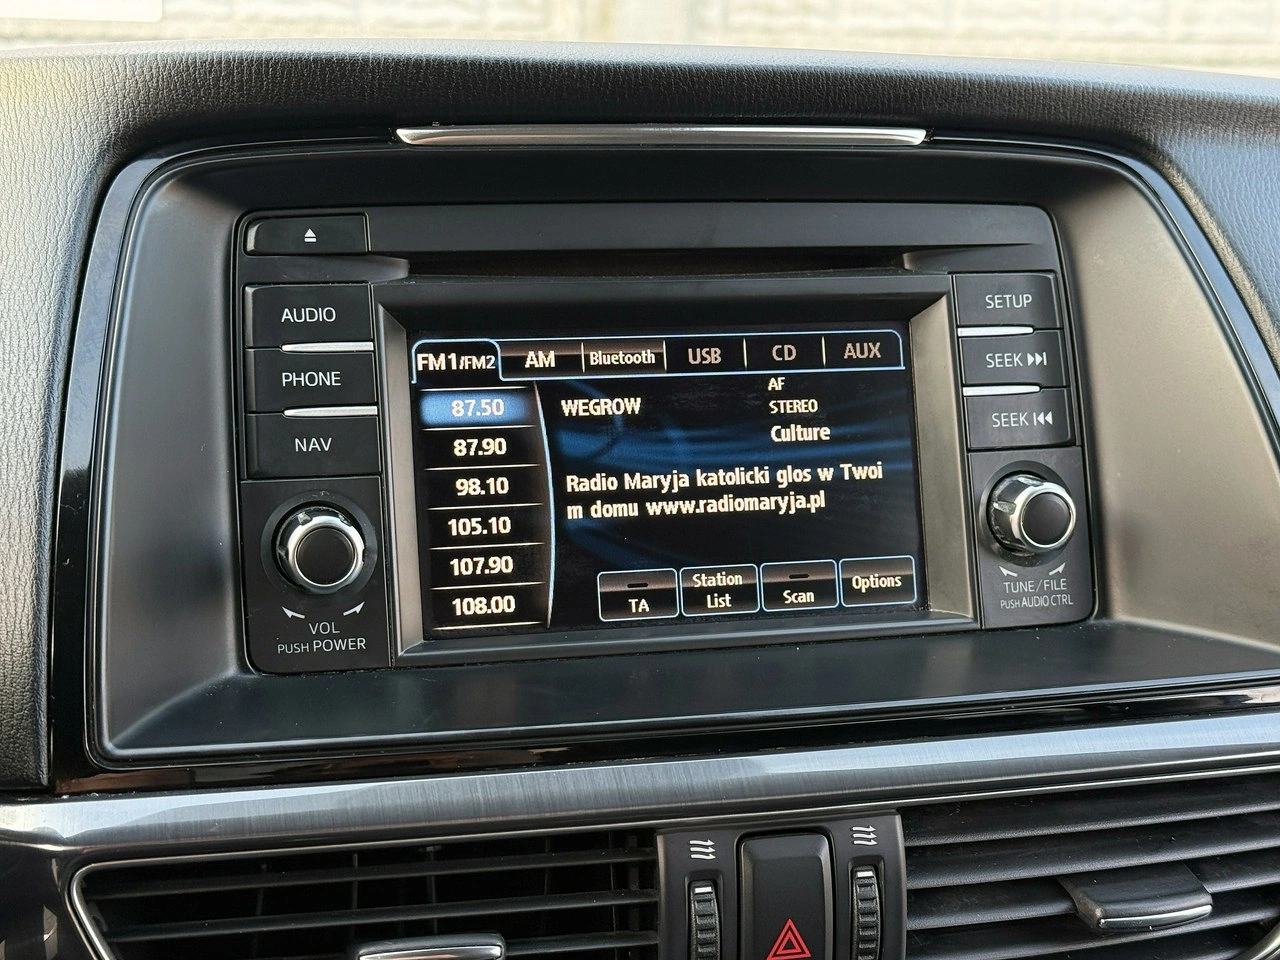 AUDIO
PHONE
NAV
VOL
PUSH POWER
FM1/FM2 AM Bluetooth USB CD AUX
87.50
87.90
98.10
105.10
107.90
108.00
WEGROW
AF
STEREO
Culture
Radio Maryja katolicki glos w Twoi
m domu www.radiomaryja.pl
TA
Station
List
Scan
Options
SETUP
SEEK
SEEK
TUNE/FILE
PUSH AUDIO CTRL